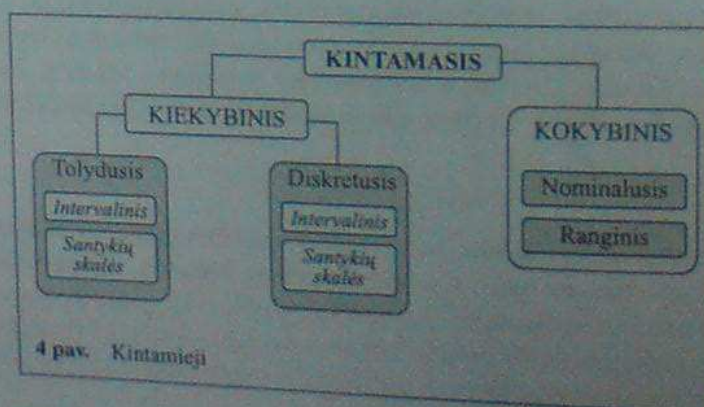 KINTAMASIS
KIEKYBINIS
KOKYBINIS
Tolydusis
Intervalinis
Santykių
skalės
Diskretusis
Intervalinis
Santykių
skalės
Nominalusis
Ranginis
4 pav. Kintamieji